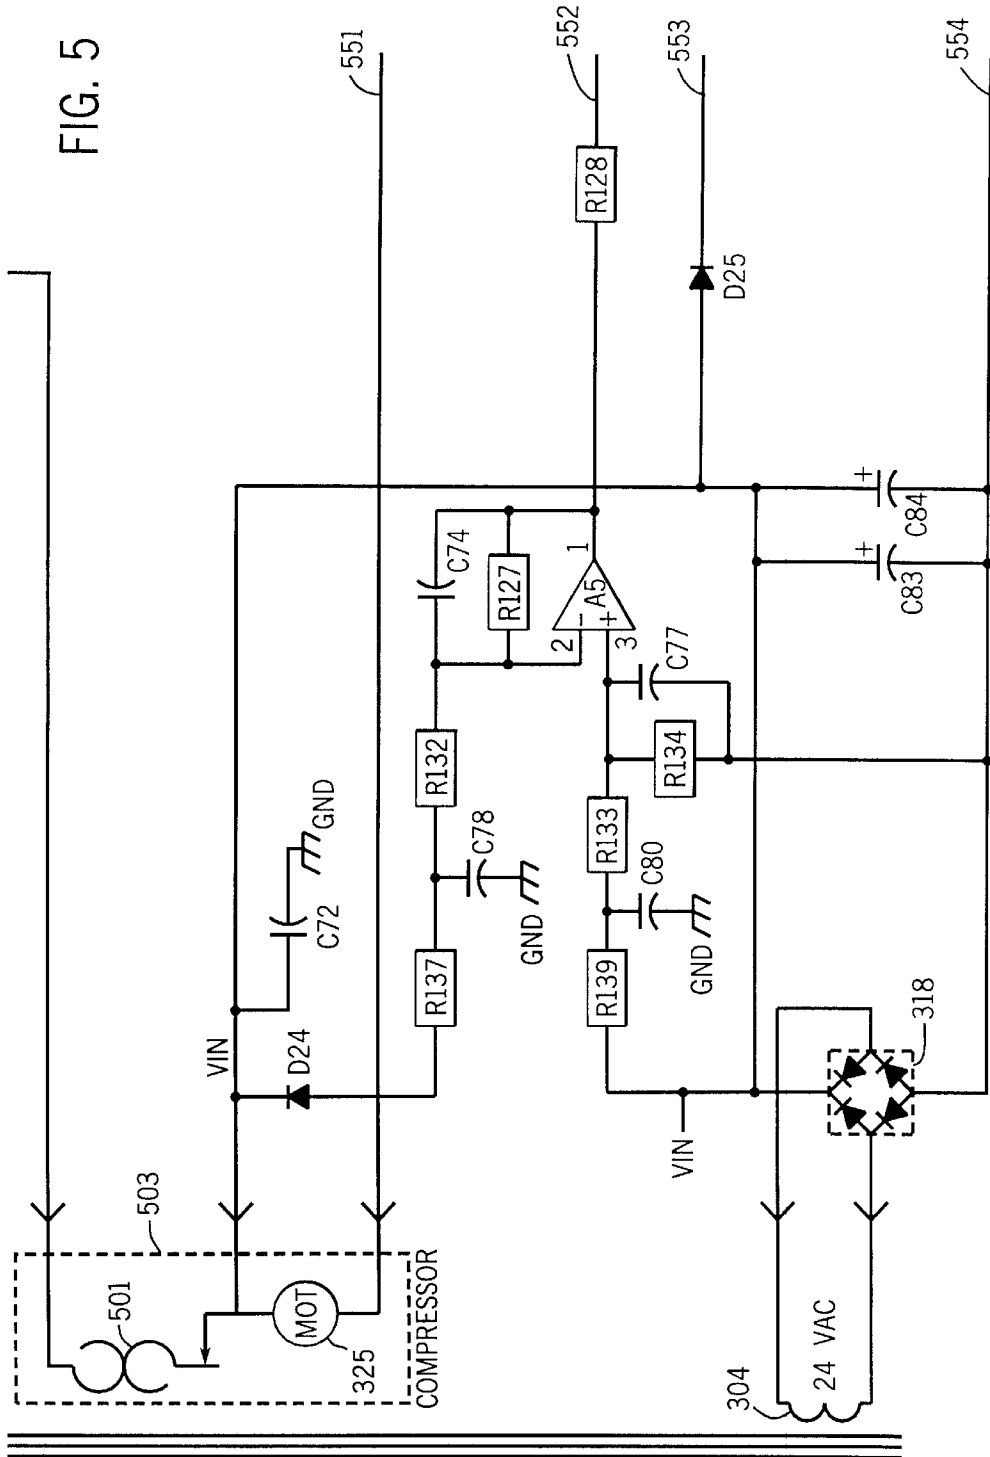 FIG. 5
551
552
553
554
R128
D25
C74
R127
1
2
3
-
+
A5
C84
+
C83
+
C77
R132
R134
GND
C72
C78
GND
R133
C80
GND
R137
R139
VIN
D24
318
VIN
503
501
MOT
325
COMPRESSOR
304
24 VAC